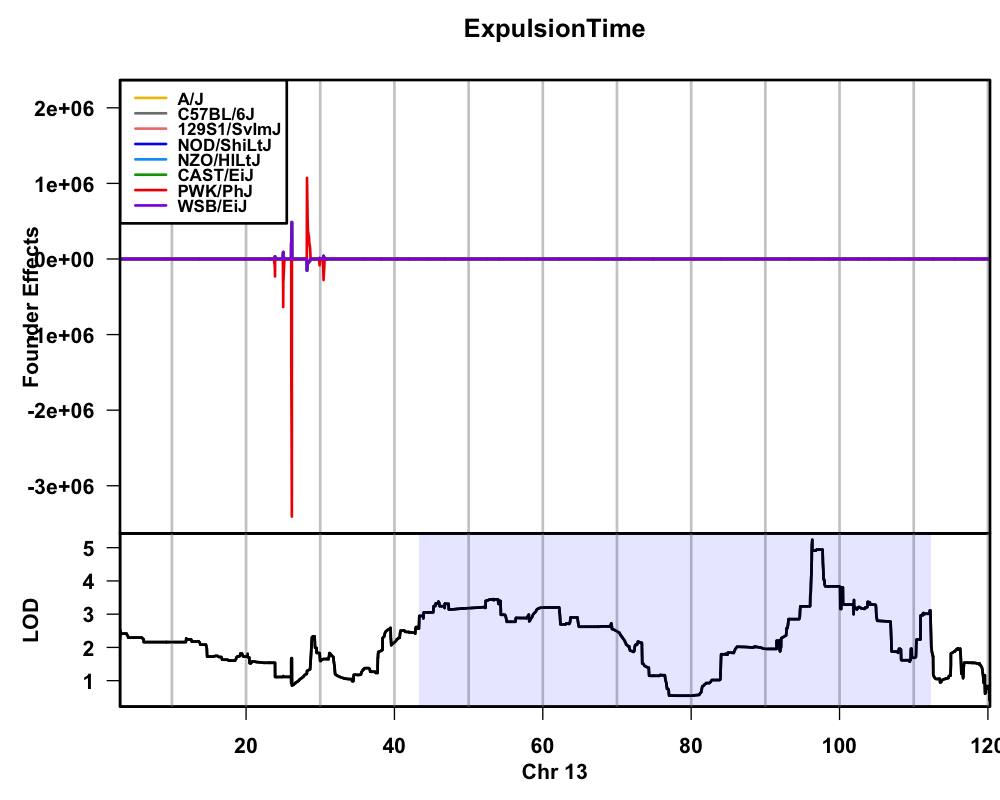 ExpulsionTime
A/J
C57BL/6J
129S1/SvImJ
NOD/ShiLtJ
NZO/HlLtJ
CAST/EiJ
PWK/PhJ
WSB/EiJ
Founder Effects
2e+06
1e+06
0e+00
-1e+06
-2e+06
-3e+06
LOD
5
4
3
2
1
20 40 60 80 100 120
Chr 13